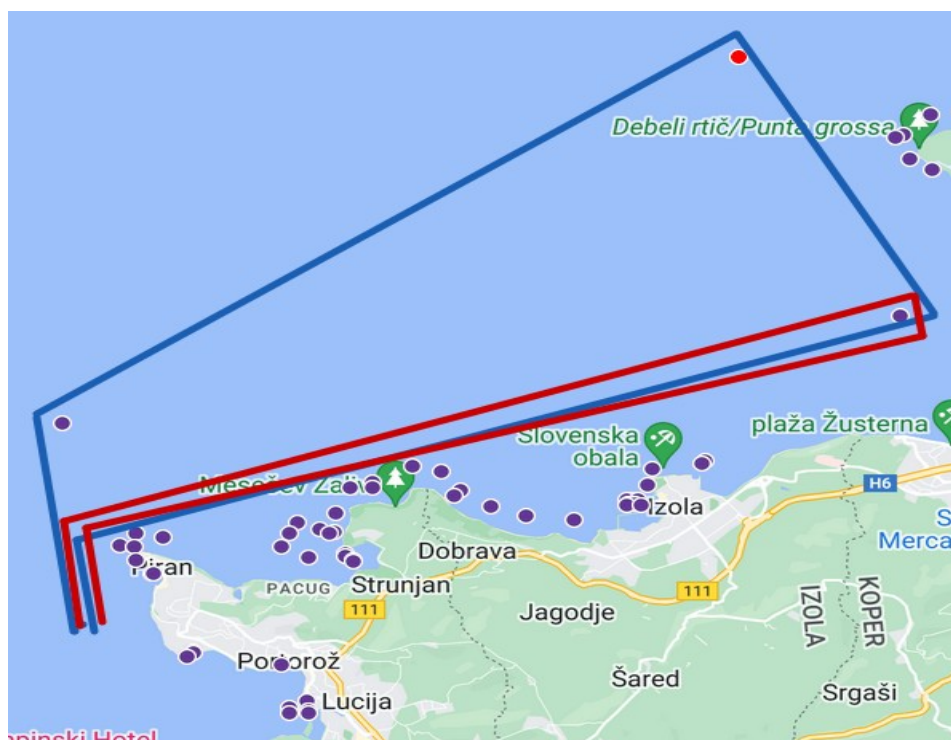 Debeli rtič/Punta grossa
plaža Žusterna
Slovenska
obala
Mesečev Zaliv
H6
Izola
Merca
Dobrava
Piran
PACUG
Strunjan
111
111
Jagodje
IZOLA
KOPER
Portorož
Šared
Srgaši
Lucija